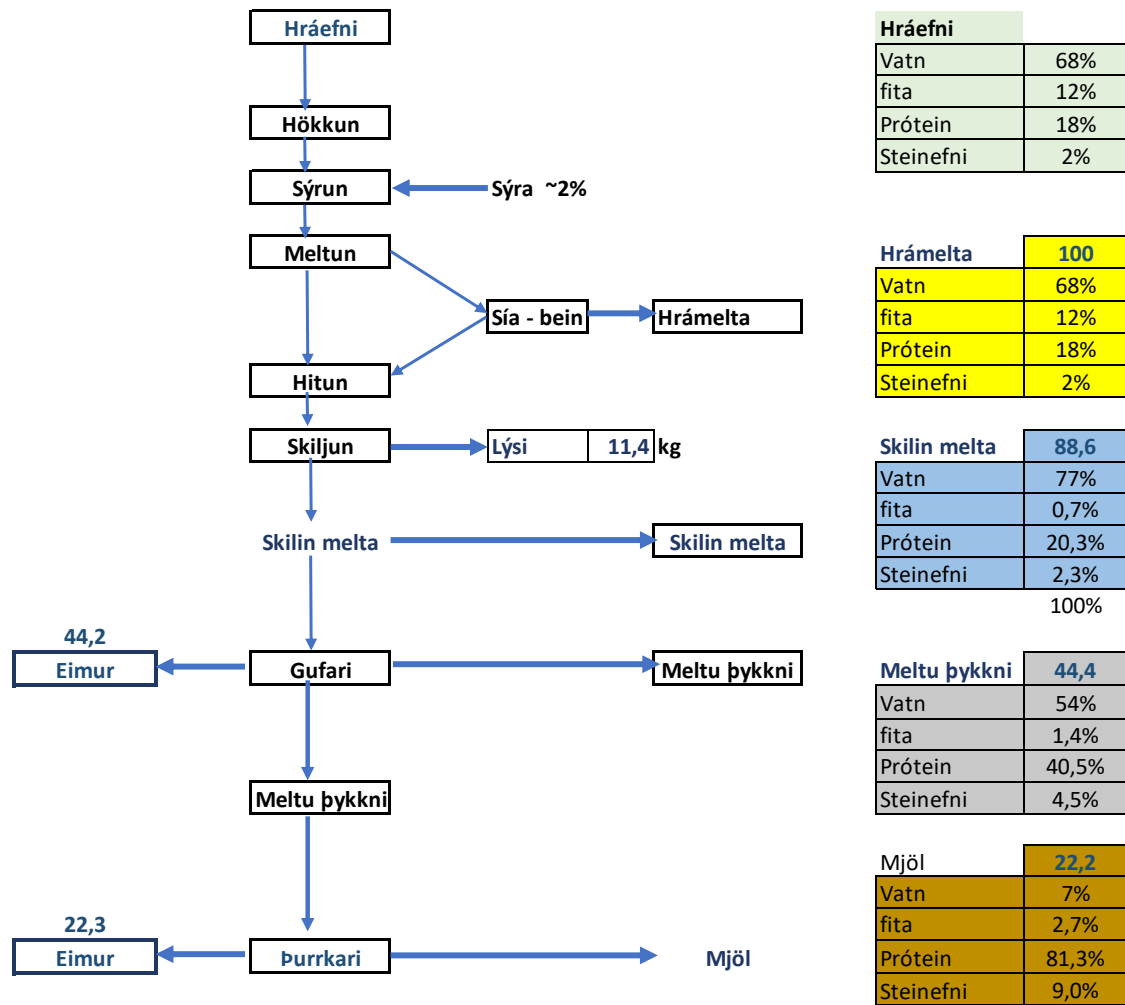 Hráefni
Hökkun
Sýrun
Sýra ~2%
Meltun
Sía - bein
Hrámelta
Hitun
Skiljun
Lýsi 11,4 kg
Skilin melta
Skilin melta
44,2
Eimur
Gufari
Meltu þykkni
Meltu þykkni
22,3
Eimur
Þurrkari
Mjöl
Hráefni
Vatn 68%
fita 12%
Prótein 18%
Steinefni 2%
Hrámelta 100
Vatn 68%
fita 12%
Prótein 18%
Steinefni 2%
Skilin melta 88,6
Vatn 77%
fita 0,7%
Prótein 20,3%
Steinefni 2,3%
100%
Meltu þykkni 44,4
Vatn 54%
fita 1,4%
Prótein 40,5%
Steinefni 4,5%
Mjöl 22,2
Vatn 7%
fita 2,7%
Prótein 81,3%
Steinefni 9,0%